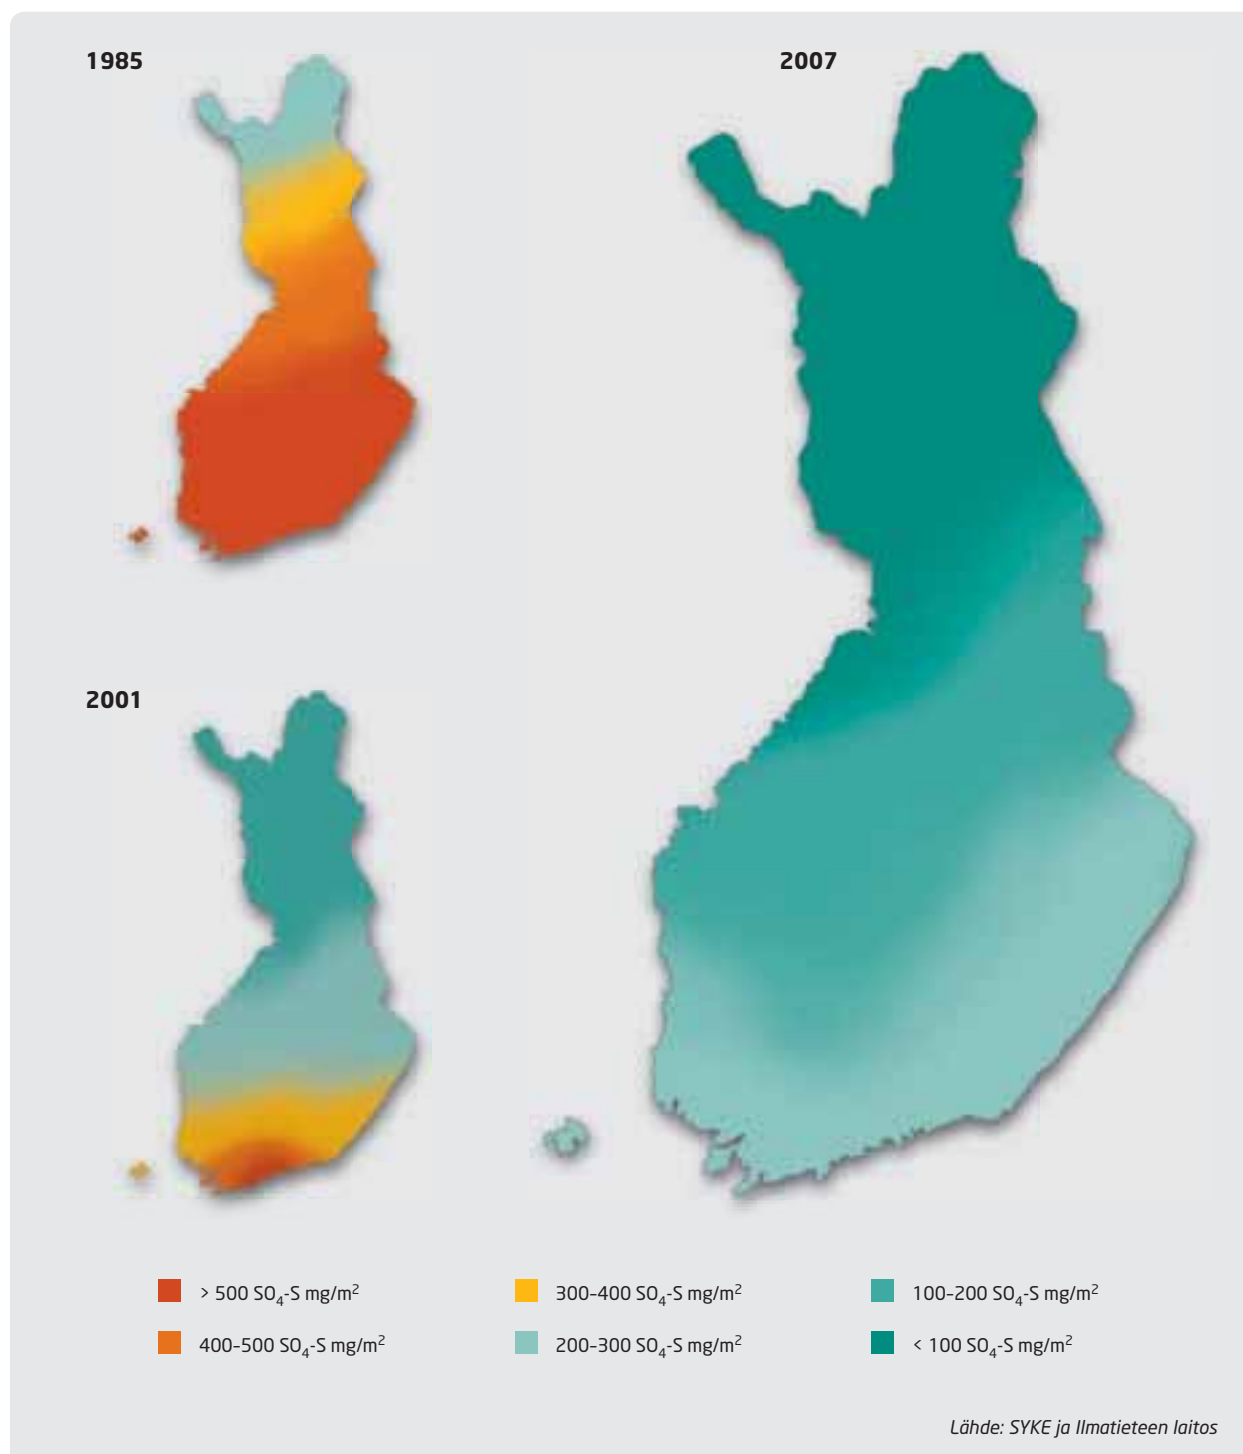 1985
2007
2001
> 500 SO₄-S mg/m²
300–400 SO₄-S mg/m²
100–200 SO₄-S mg/m²
400–500 SO₄-S mg/m²
200–300 SO₄-S mg/m²
< 100 SO₄-S mg/m²
Lähde: SYKE ja Ilmatieteen laitos